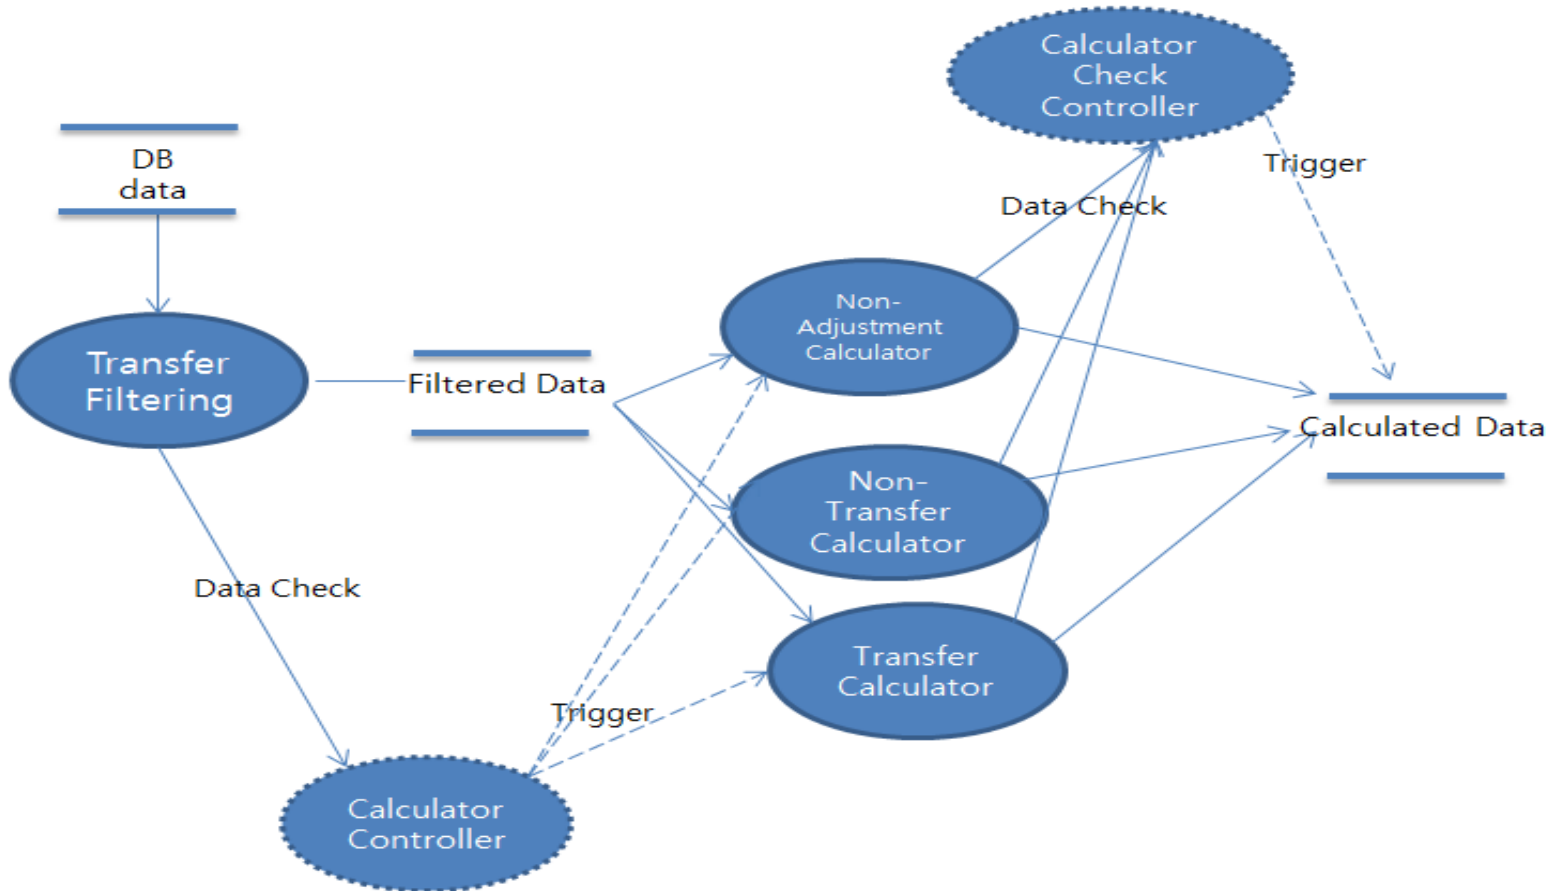 Calculator
Check
Controller
DB
data
Trigger
Data Check
Non-
Adjustment
Calculator
Transfer
Filtering
Filtered Data
Calculated Data
Non-
Transfer
Calculator
Data Check
Transfer
Calculator
Trigger
Calculator
Controller